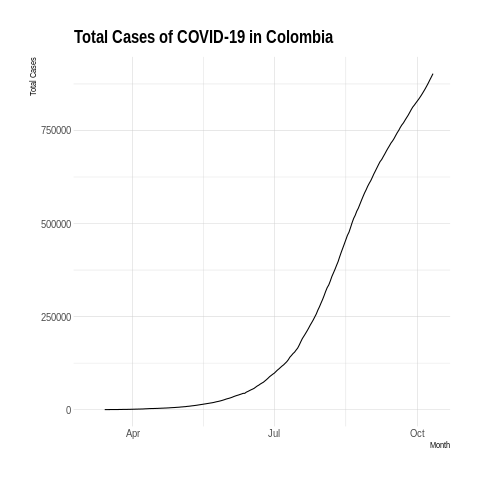 Total Cases of COVID-19 in Colombia
Total Cases
750000
500000
250000
0
Apr Jul Oct
Month